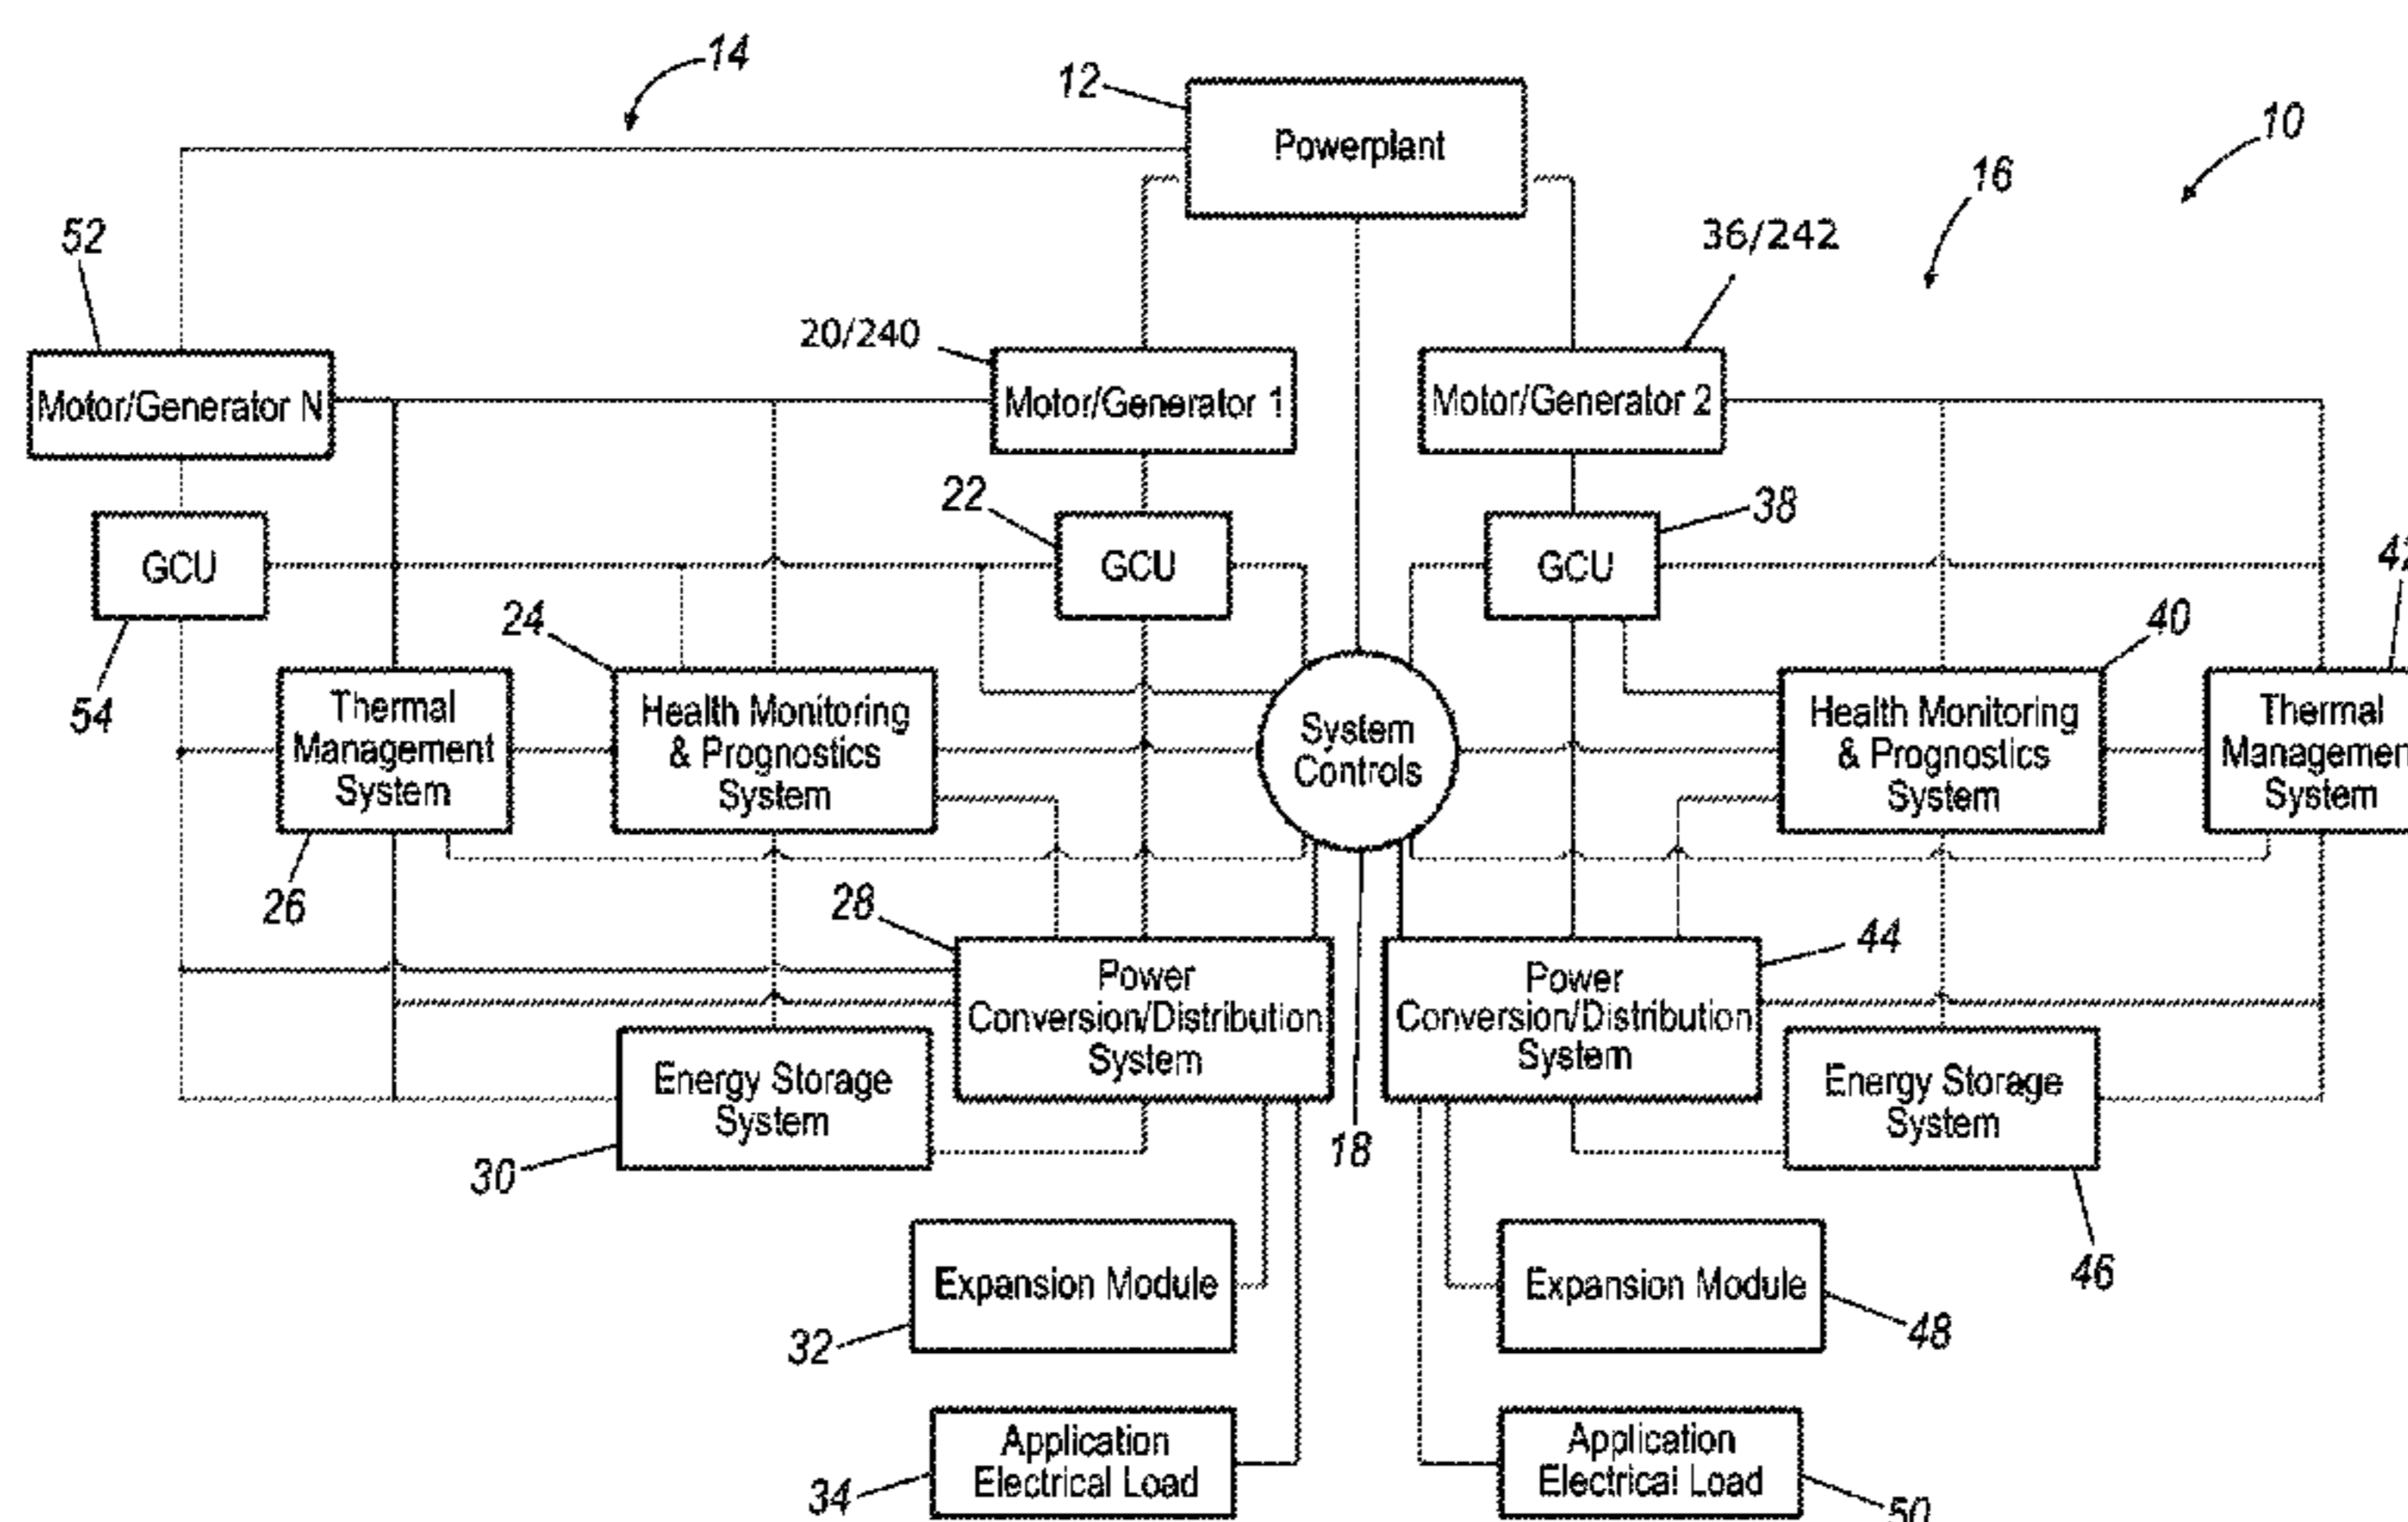 14
12
Powerplant
10
16
52
36/242
20/240
Motor/Generator N
Motor/Generator 1
Motor/Generator 2
22
38
GCU
GCU
GCU
24
40
54
Thermal
Management
System
Health Monitoring
& Prognostics
System
System
Controls
Health Monitoring
& Prognostics
System
Thermal
Managemen
System
26
28
44
Power
Conversion/Distribution
System
Power
Conversion/Distribution
System
Energy Storage
System
Energy Storage
System
30
18
46
Expansion Module
Expansion Module
32
48
Application
Electrical Load
Application
Electrical Load
34
50